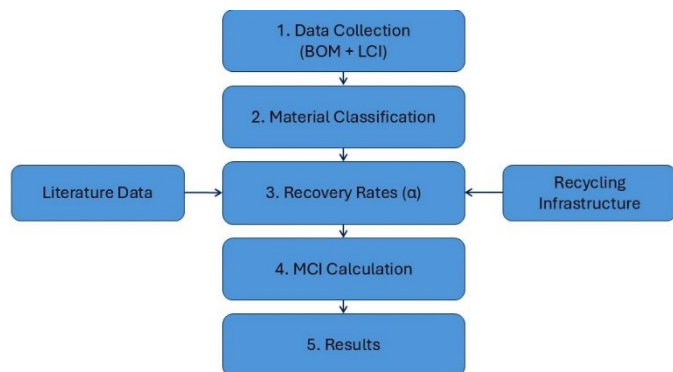 1. Data Collection
(BOM + LCI)
2. Material Classification
Literature Data
3. Recovery Rates (α)
Recycling
Infrastructure
4. MCI Calculation
5. Results